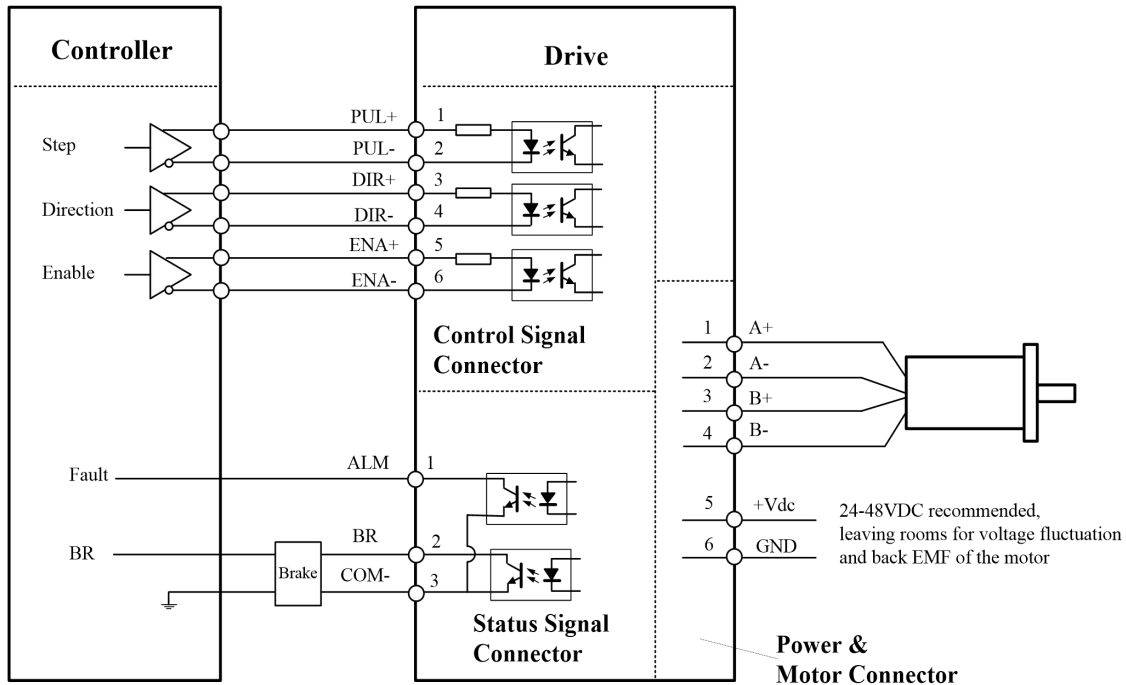 Controller
Drive
Step
PUL+
1
PUL-
2
Direction
DIR+
3
DIR-
4
Enable
ENA+
5
ENA-
6
Control Signal
Connector
1
A+
2
A-
3
B+
4
B-
Fault
ALM
1
BR
BR
2
Brake
COM-
3
5
+Vdc
6
GND
24-48VDC recommended,
leaving rooms for voltage fluctuation
and back EMF of the motor
Status Signal
Connector
Power &
Motor Connector